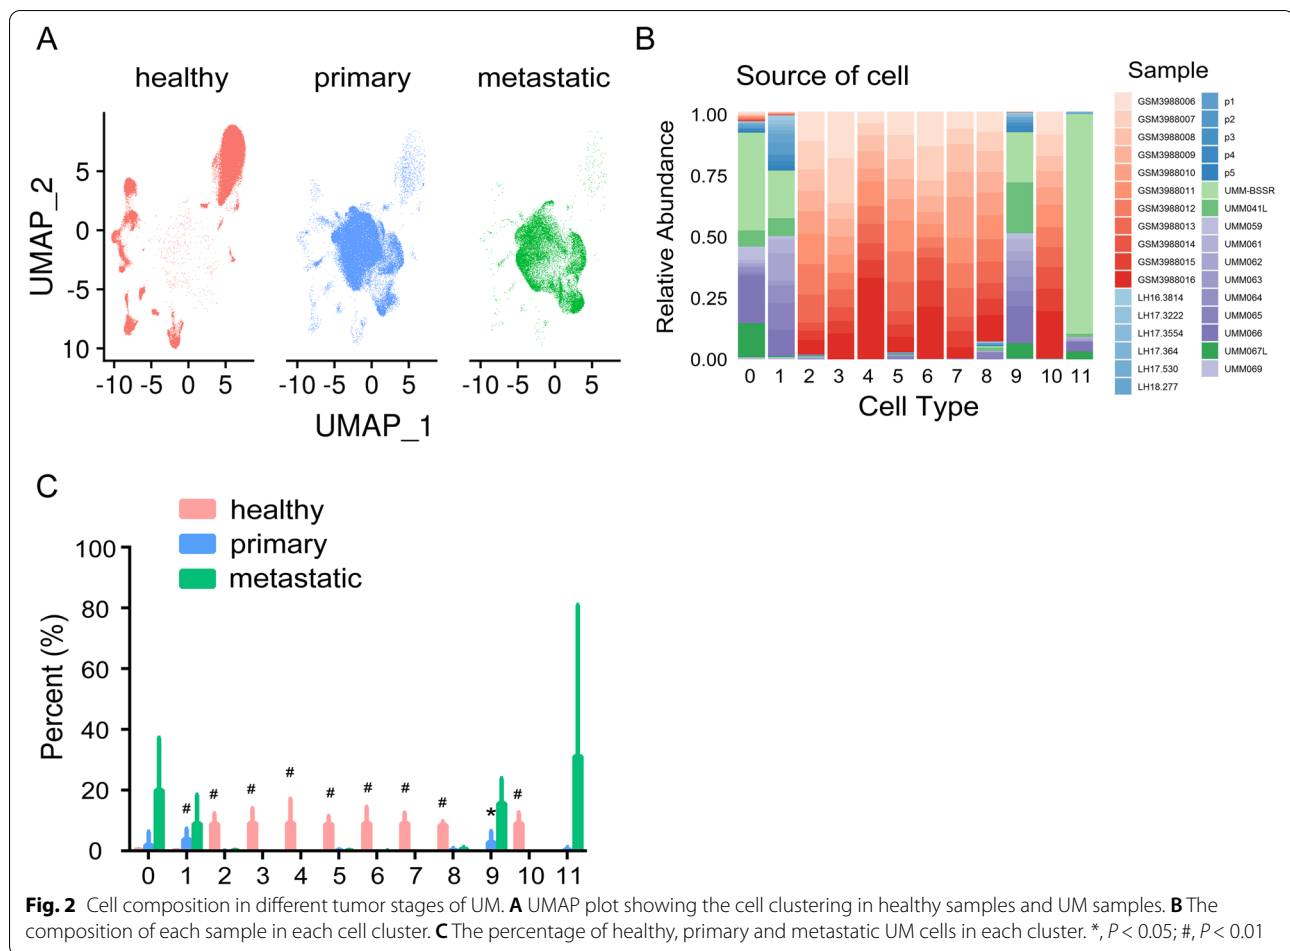 A
healthy
primary
metastatic
UMAP_2
5
0
-5
10
-10 -5 0 5
-10 -5 0 5
-10 -5 0 5
UMAP_1
B
Source of cell
Relative Abundance
1.00
0.75
0.50
0.25
0.00
0 1 2 3 4 5 6 7 8 9 10 11
Cell Type
Sample
GSM3988006
GSM3988007
GSM3988008
GSM3988009
GSM3988010
GSM3988011
GSM3988012
GSM3988013
GSM3988014
GSM3988015
GSM3988016
LH16.3814
LH17.3222
LH17.3554
LH17.364
LH17.530
LH18.277
p1
p2
p3
p4
p5
UMM-BSSR
UMM041L
UMM059
UMM061
UMM062
UMM063
UMM064
UMM065
UMM066
UMM067L
UMM069
C
healthy
primary
metastatic
Percent (%)
100
80
60
40
20
0
# # # # # # # # * #
0 1 2 3 4 5 6 7 8 9 10 11
Fig. 2 Cell composition in different tumor stages of UM. A UMAP plot showing the cell clustering in healthy samples and UM samples. B The
composition of each sample in each cell cluster. C The percentage of healthy, primary and metastatic UM cells in each cluster. *, P < 0.05; #, P < 0.01